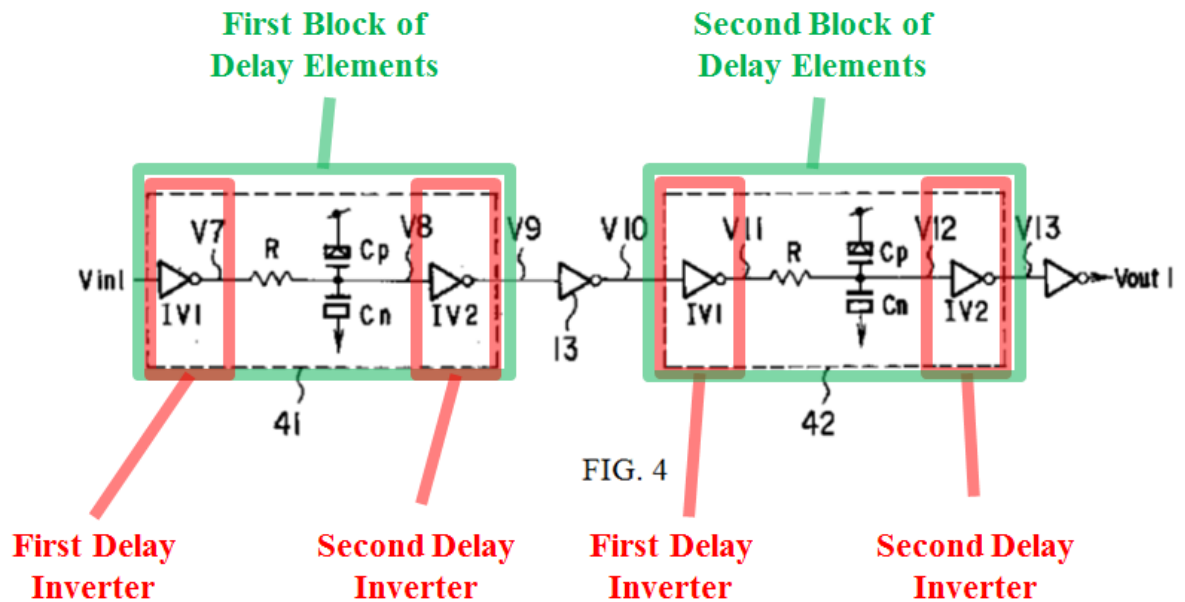 First Block of
Delay Elements
Second Block of
Delay Elements
Vin1
IV1
V7
R
Cp
Cn
V8
IV2
V9
13
V10
IV1
V11
R
Cp
Cn
V12
IV2
V13
Vout 1
41
42
FIG. 4
First Delay
Inverter
Second Delay
Inverter
First Delay
Inverter
Second Delay
Inverter